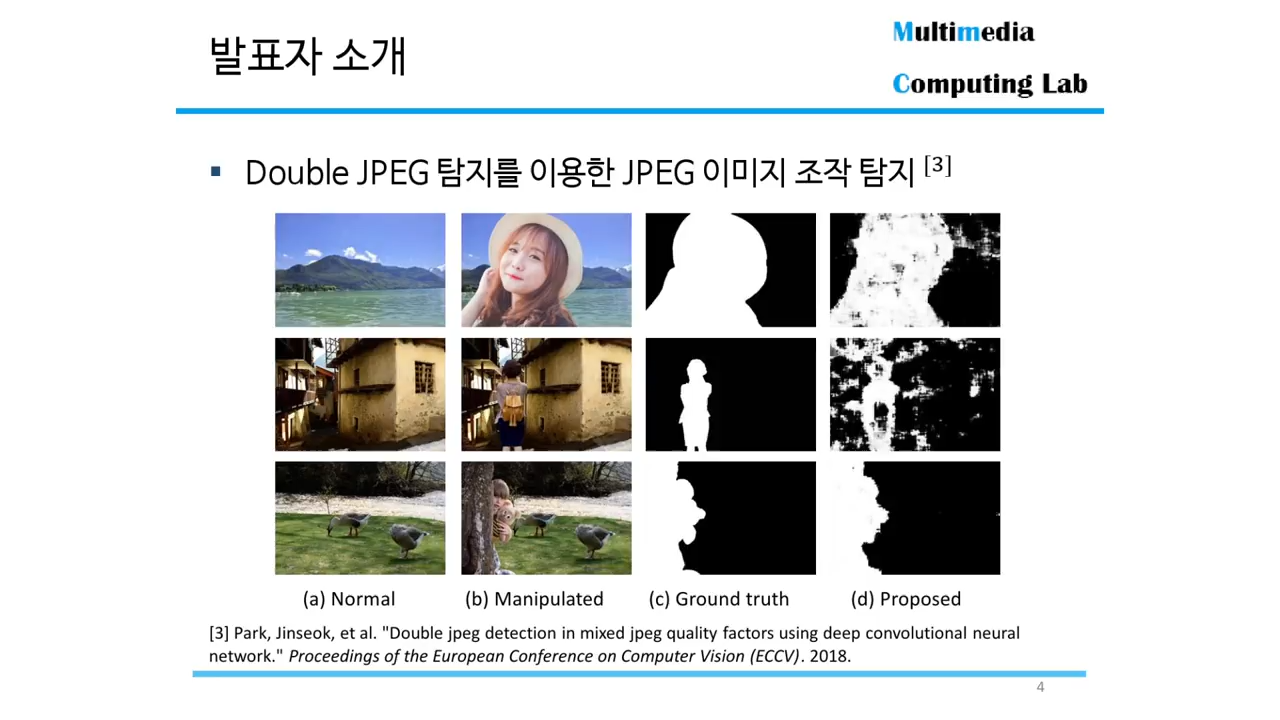 발표자 소개
Multimedia
Computing Lab
▪ Double JPEG 탐지를 이용한 JPEG 이미지 조작 탐지 [3]
(a) Normal
(b) Manipulated
(c) Ground truth
(d) Proposed
[3] Park, Jinseok, et al. "Double jpeg detection in mixed jpeg quality factors using deep convolutional neural
network." Proceedings of the European Conference on Computer Vision (ECCV). 2018.
4